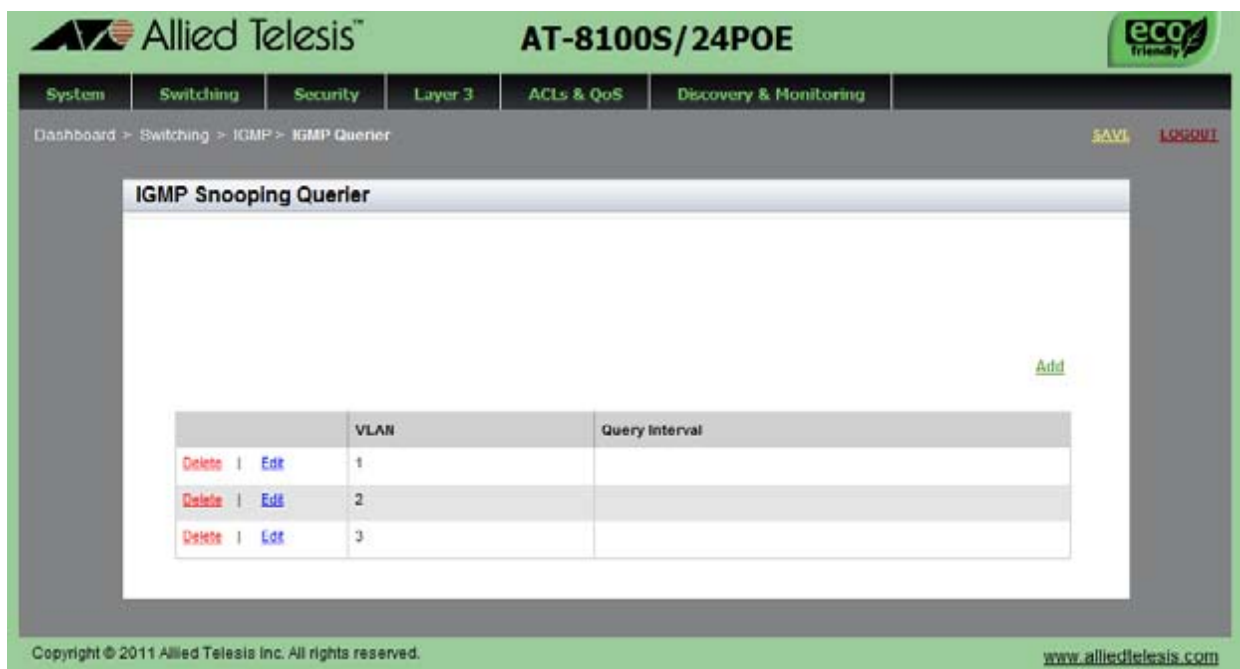 Allied Telesis™
AT-8100S/24POE
eco friendly
System Switching Security Layer 3 ACLs & QoS Discovery & Monitoring
Dashboard > Switching > IGMP > IGMP Querier
SAVE LOGOUT
IGMP Snooping Querier
Add
VLAN Query Interval
Delete | Edit 1
Delete | Edit 2
Delete | Edit 3
Copyright © 2011 Allied Telesis Inc. All rights reserved.
www.alliedtelesis.com